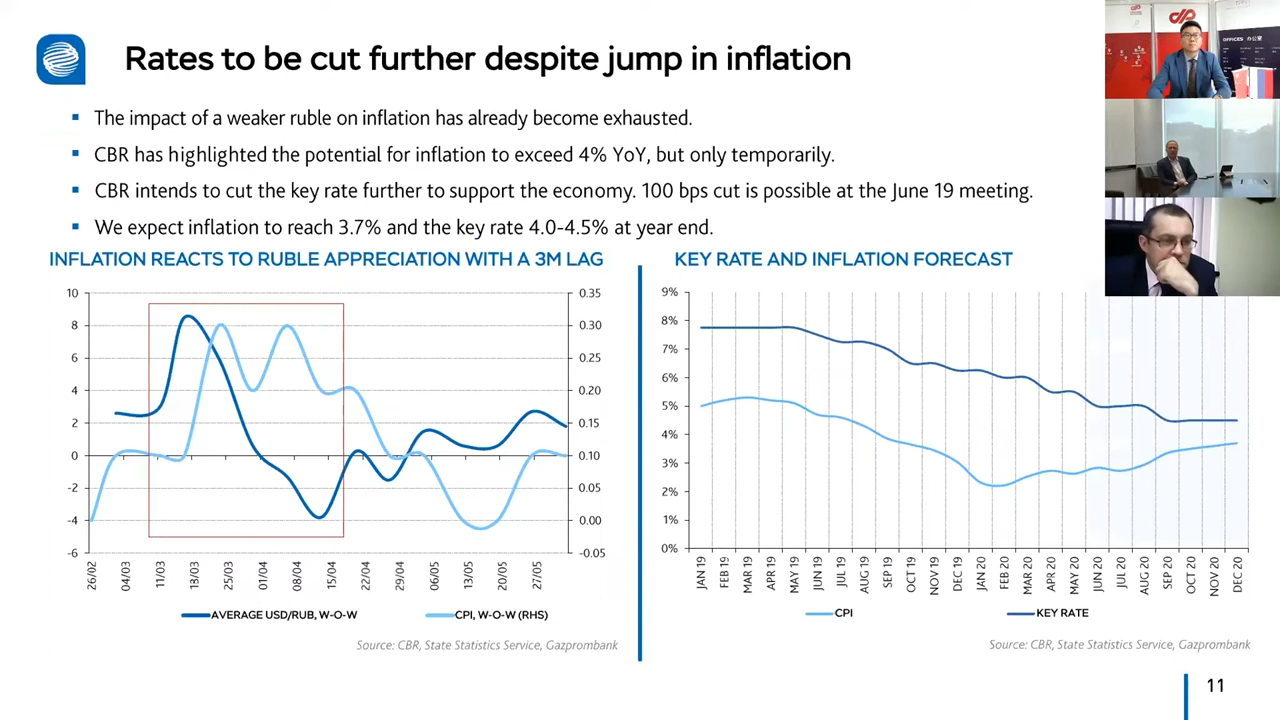 Rates to be cut further despite jump in inflation
The impact of a weaker ruble on inflation has already become exhausted.
CBR has highlighted the potential for inflation to exceed 4% YoY, but only temporarily.
CBR intends to cut the key rate further to support the economy. 100 bps cut is possible at the June 19 meeting.
We expect inflation to reach 3.7% and the key rate 4.0-4.5% at year end.
INFLATION REACTS TO RUBLE APPRECIATION WITH A 3M LAG
10
8
6
4
2
0
-2
-4
-6
0.35
0.30
0.25
0.20
0.15
0.10
0.05
0.00
-0.05
26/02
04/03
11/03
18/03
25/03
01/04
08/04
15/04
22/04
29/04
06/05
13/05
20/05
27/05
AVERAGE USD/RUB, W-O-W
CPI, W-O-W (RHS)
Source: CBR, State Statistics Service, Gazprombank
KEY RATE AND INFLATION FORECAST
9%
8%
7%
6%
5%
4%
3%
2%
1%
0%
JAN 19
FEB 19
MAR 19
APR 19
MAY 19
JUN 19
JUL 19
AUG 19
SEP 19
OCT 19
NOV 19
DEC 19
JAN 20
FEB 20
MAR 20
APR 20
MAY 20
JUN 20
JUL 20
AUG 20
SEP 20
OCT 20
NOV 20
DEC 20
CPI
KEY RATE
Source: CBR, State Statistics Service, Gazprombank
OFFICES 办公室
11